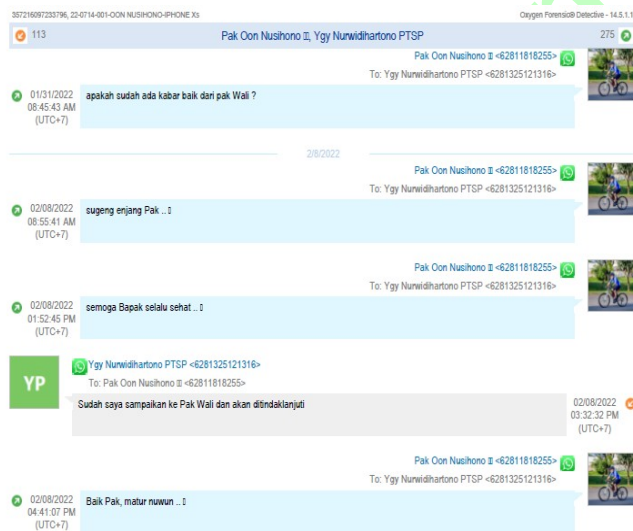 357216097233796, 22-0714-001-OON NUSIHONO-IPHONE Xs
Oxygen Forensic® Detective - 14.5.1.1
113
Pak Oon Nusihono ▯, Ygy Nurwidihartono PTSP
275
Pak Oon Nusihono ▯ <62811818255>
To: Ygy Nurwidihartono PTSP <6281325121316>
01/31/2022
08:45:43 AM
(UTC+7)
apakah sudah ada kabar baik dari pak Wali ?
2/8/2022
Pak Oon Nusihono ▯ <62811818255>
To: Ygy Nurwidihartono PTSP <6281325121316>
02/08/2022
08:55:41 AM
(UTC+7)
sugeng enjang Pak .. ▯
Pak Oon Nusihono ▯ <62811818255>
To: Ygy Nurwidihartono PTSP <6281325121316>
02/08/2022
01:52:45 PM
(UTC+7)
semoga Bapak selalu sehat .. ▯
YP
Ygy Nurwidihartono PTSP <6281325121316>
To: Pak Oon Nusihono ▯ <62811818255>
Sudah saya sampaikan ke Pak Wali dan akan ditindaklanjuti
02/08/2022
03:32:32 PM
(UTC+7)
Pak Oon Nusihono ▯ <62811818255>
To: Ygy Nurwidihartono PTSP <6281325121316>
02/08/2022
04:41:07 PM
(UTC+7)
Baik Pak, matur nuwun .. ▯